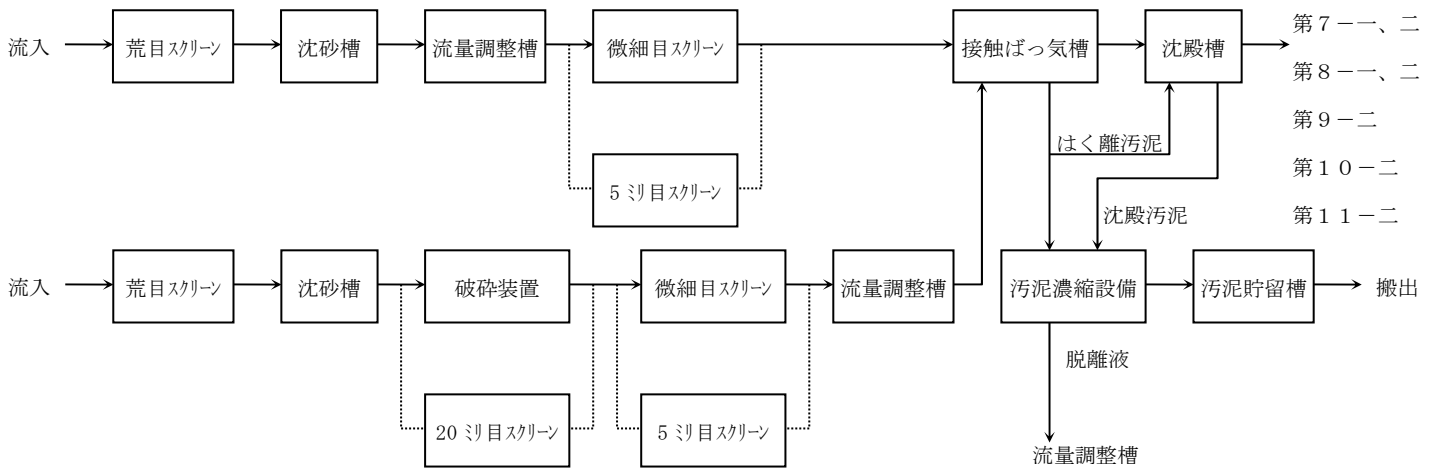 流入
荒目ｽｸﾘｰﾝ
沈砂槽
流量調整槽
微細目ｽｸﾘｰﾝ
接触ばっ気槽
沈殿槽
第７－一、二
第８－一、二
第９－二
第１０－二
第１１－二
はく離汚泥
5 ﾐﾘ目ｽｸﾘｰﾝ
沈殿汚泥
流入
荒目ｽｸﾘｰﾝ
沈砂槽
破砕装置
微細目ｽｸﾘｰﾝ
流量調整槽
汚泥濃縮設備
汚泥貯留槽
搬出
脱離液
20 ﾐﾘ目ｽｸﾘｰﾝ
5 ﾐﾘ目ｽｸﾘｰﾝ
流量調整槽